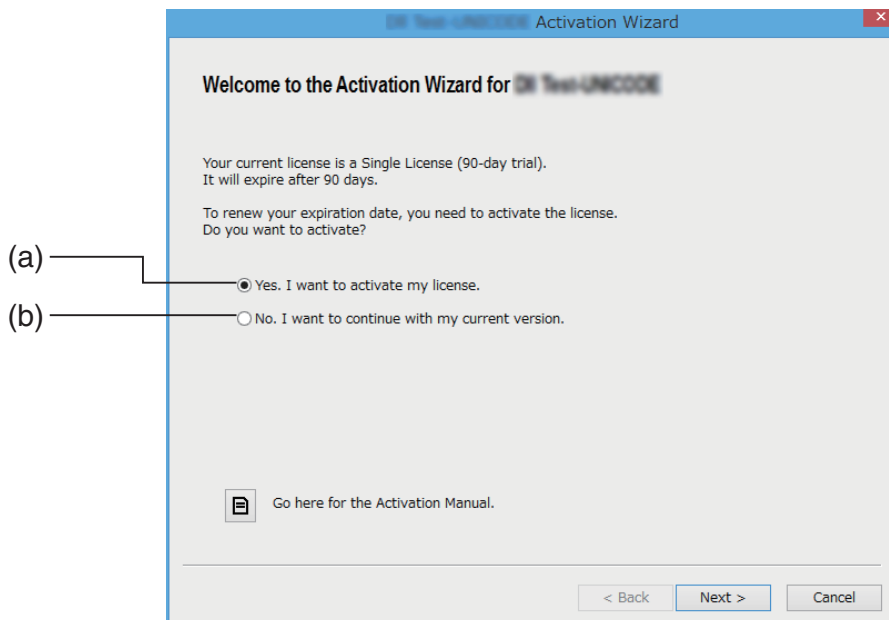 Activation Wizard
Welcome to the Activation Wizard for
Your current license is a Single License (90-day trial).
It will expire after 90 days.
To renew your expiration date, you need to activate the license.
Do you want to activate?
(a)
Yes. I want to activate my license.
(b)
No. I want to continue with my current version.
Go here for the Activation Manual.
< Back Next > Cancel